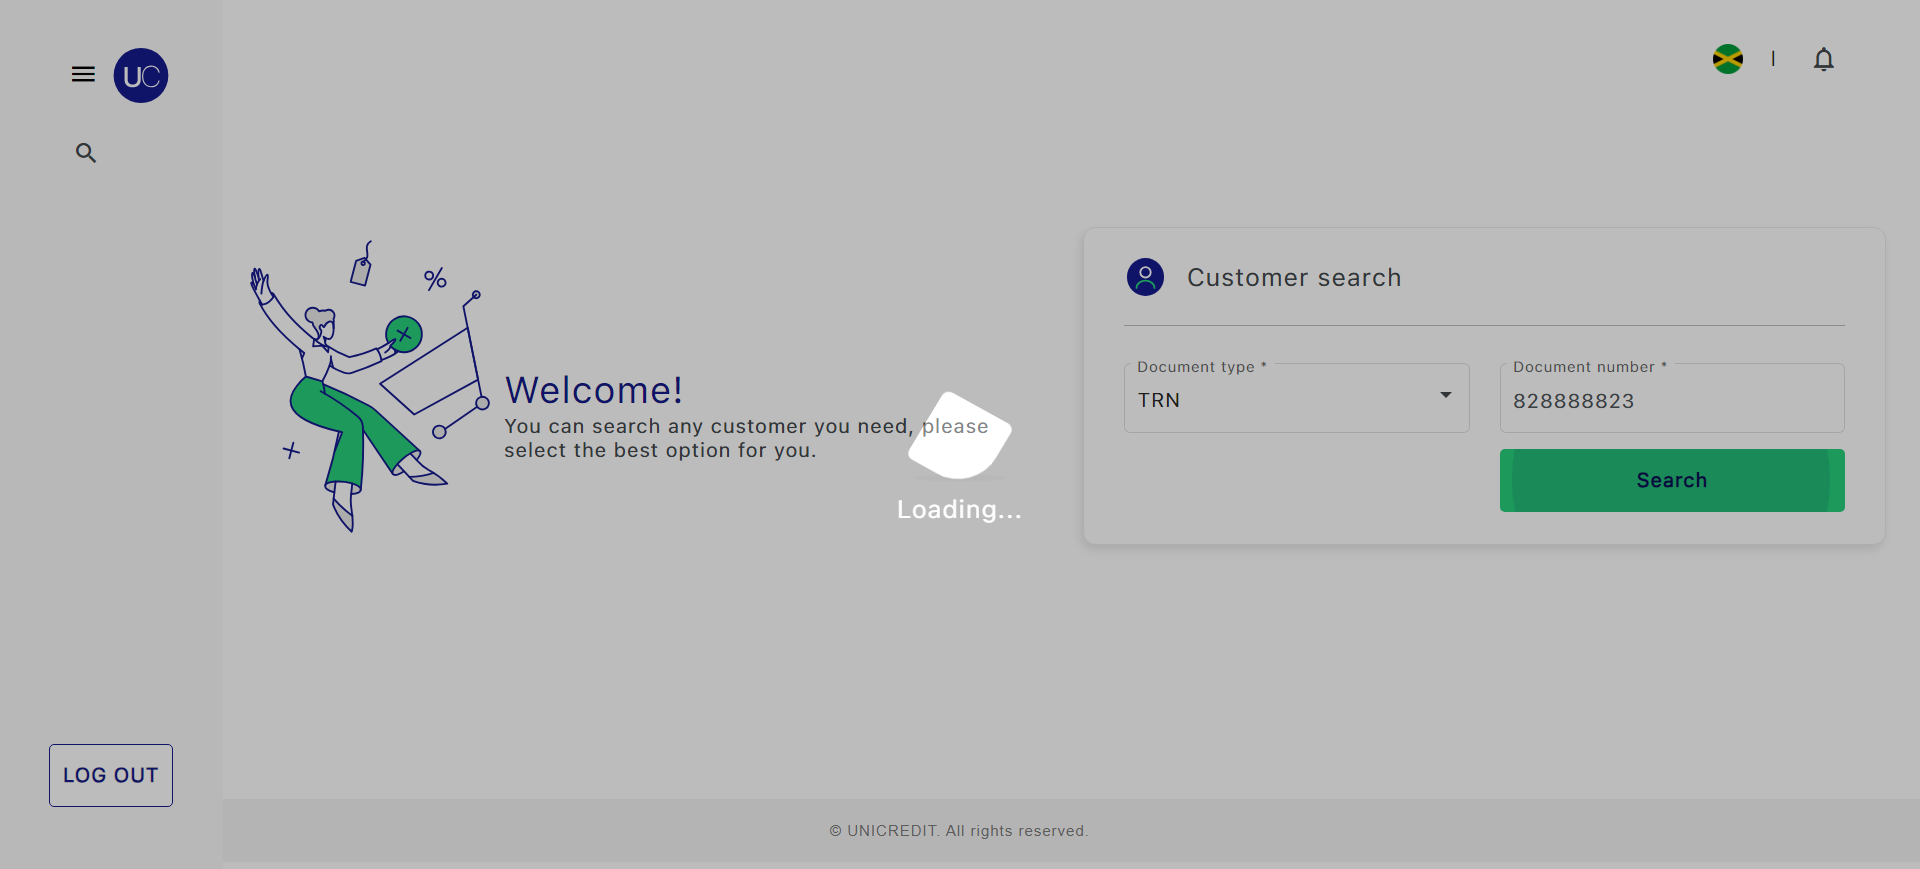 UC
Welcome!
You can search any customer you need, please
select the best option for you.
Loading...
Customer search
Document type *
TRN
Document number *
828888823
Search
LOG OUT
© UNICREDIT. All rights reserved.